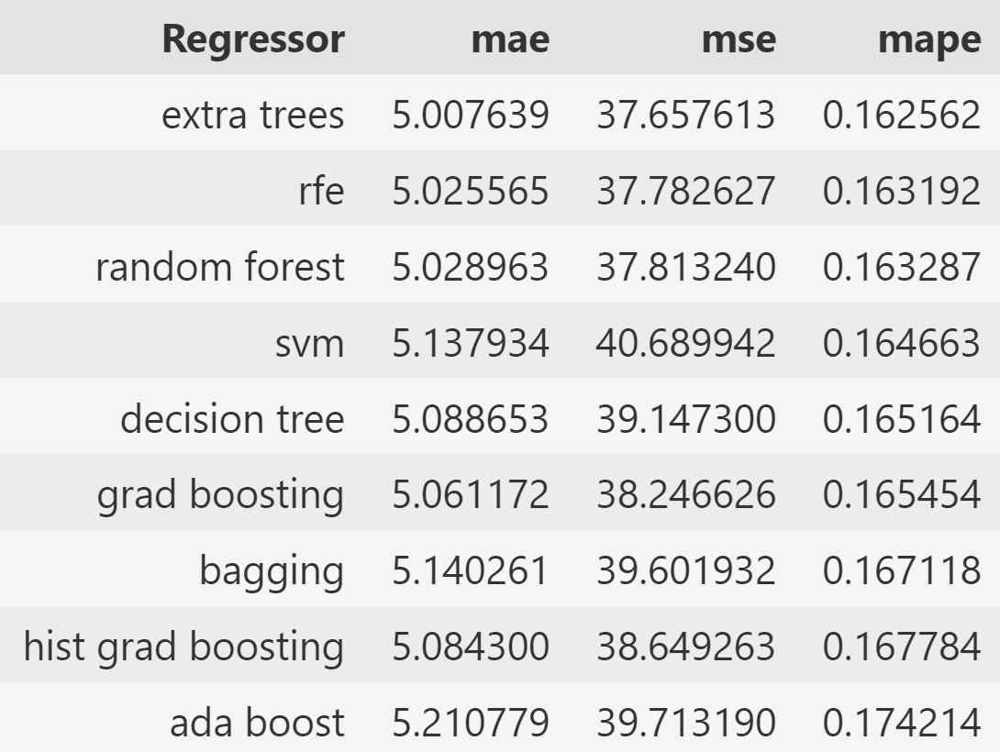 Regressor mae mse mape
extra trees 5.007639 37.657613 0.162562
rfe 5.025565 37.782627 0.163192
random forest 5.028963 37.813240 0.163287
svm 5.137934 40.689942 0.164663
decision tree 5.088653 39.147300 0.165164
grad boosting 5.061172 38.246626 0.165454
bagging 5.140261 39.601932 0.167118
hist grad boosting 5.084300 38.649263 0.167784
ada boost 5.210779 39.713190 0.174214